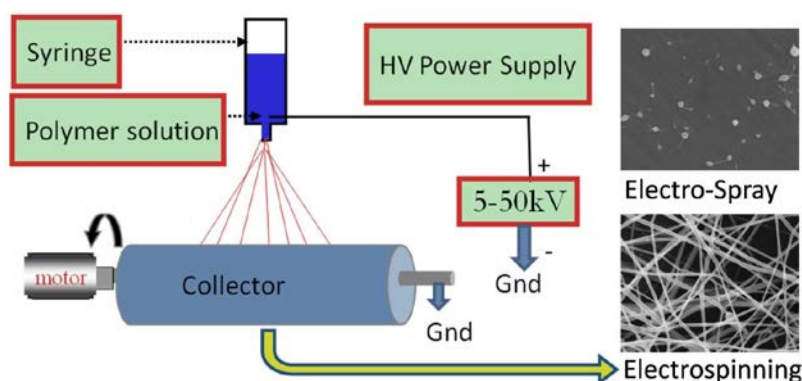 Syringe
HV Power Supply
Polymer solution
+
Electro-Spray
5-50kV
-
motor
Collector
Gnd
Gnd
Electrospinning